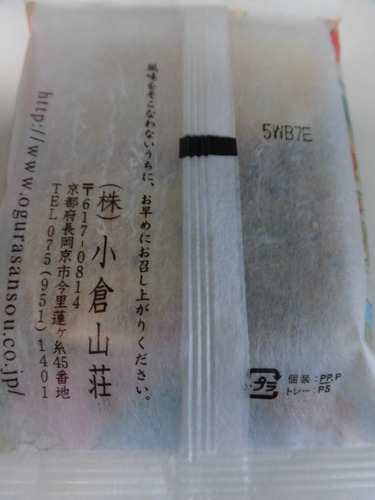 風味をそこなわないうちに、お早めにお召し上がりください。
(株)小倉山荘
〒617-0814
京都府長岡京市今里蓮ヶ糸45番地
TEL 075(951)1401
http://www.ogurasansou.co.jp/
5WB7E
プラ
個装:PP,P
トレー:PS